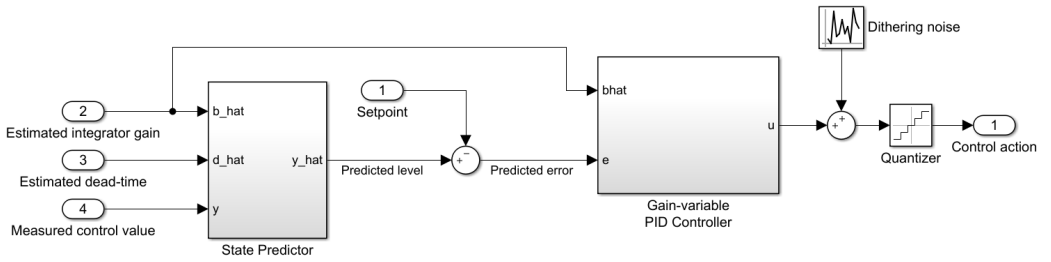 Dithering noise
2
b_hat
Estimated integrator gain
1
Setpoint
bhat
u
+
+
Quantizer
1
Control action
3
d_hat
Estimated dead-time
y_hat
Predicted level
−
+
Predicted error
e
4
y
Measured control value
State Predictor
Gain-variable
PID Controller